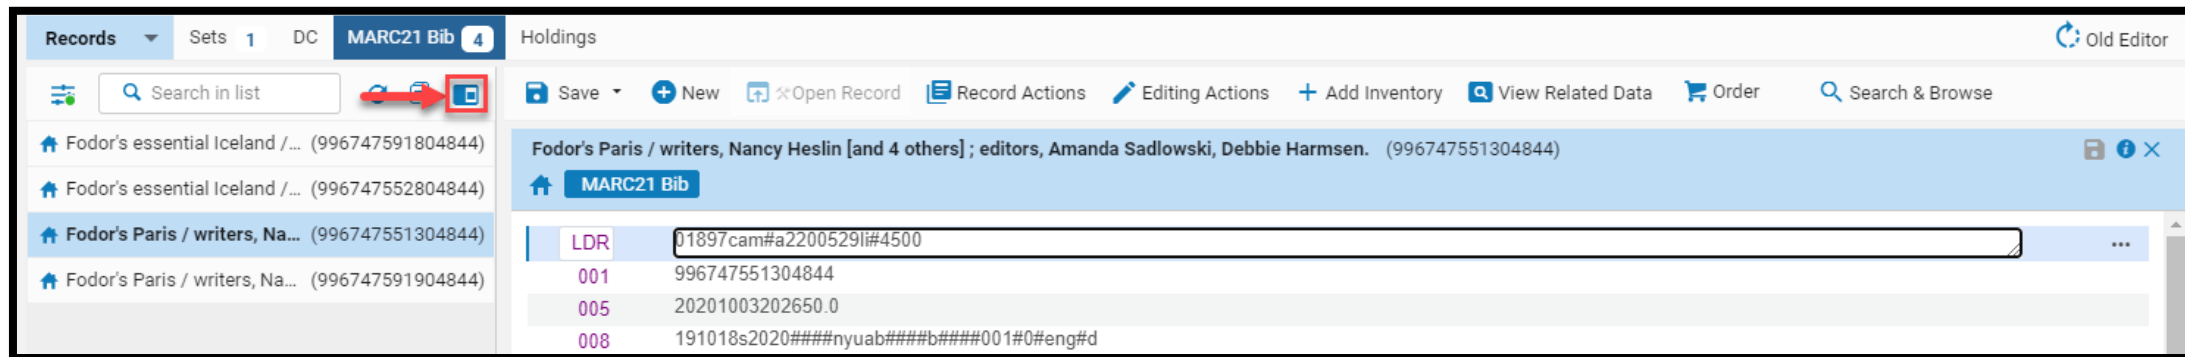 Records Sets 1 DC MARC21 Bib 4 Holdings Old Editor
Search in list Save New Open Record Record Actions Editing Actions Add Inventory View Related Data Order Search & Browse
Fodor's essential Iceland /... (996747591804844)
Fodor's essential Iceland /... (996747552804844)
Fodor's Paris / writers, Na... (996747551304844)
Fodor's Paris / writers, Na... (996747591904844)
Fodor's Paris / writers, Nancy Heslin [and 4 others] ; editors, Amanda Sadlowski, Debbie Harmsen. (996747551304844)
MARC21 Bib
LDR 01897cam#a2200529li#4500
001 996747551304844
005 20201003202650.0
008 191018s2020####nyuab####b####001#0#eng#d